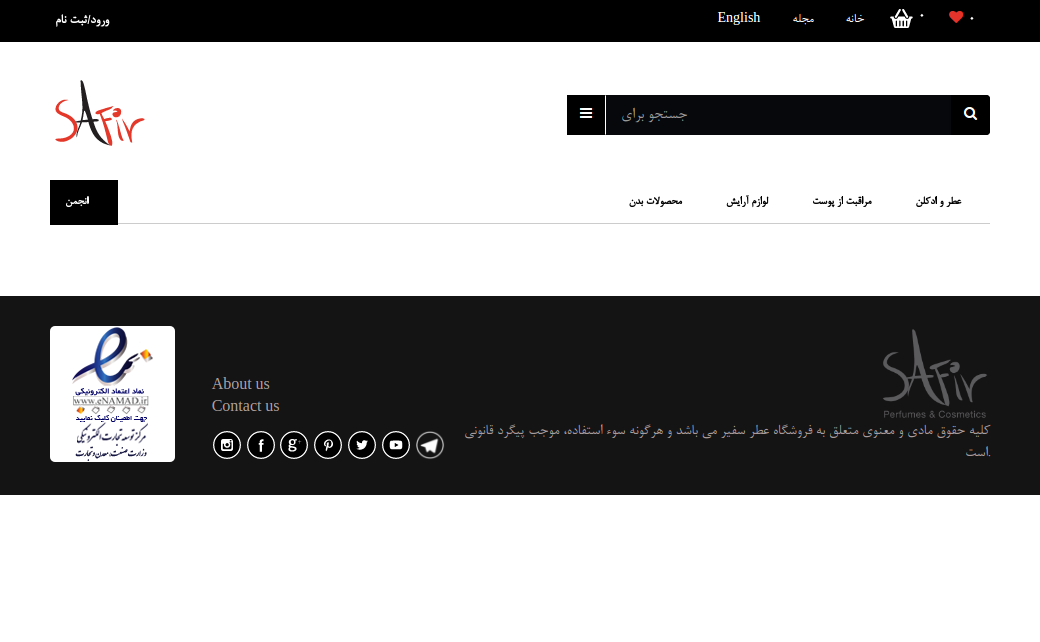 ورود/ثبت نام
English
مجله
خانه
۰
۰
SAFir
جستجو برای
انجمن
محصولات بدن
لوازم آرایش
مراقبت از پوست
عطر و ادکلن
نماد اعتماد الکترونیکی
www.eNAMAD.ir
جهت اطمینان کلیک نمایید
مرکز توسعه تجارت الکترونیکی
وزارت صنعت، معدن و تجارت
About us
Contact us
SAFir
Perfumes & Cosmetics
کلیه حقوق مادی و معنوی متعلق به فروشگاه عطر سفیر می باشد و هرگونه سوء استفاده، موجب پیگرد قانونی
است.